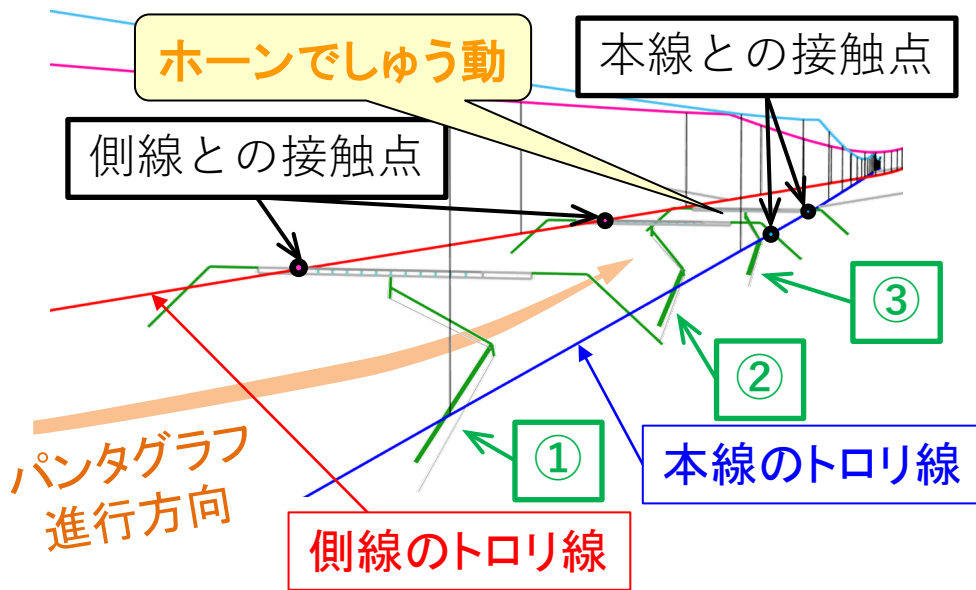 ホーンでしゅう動
本線との接触点
側線との接触点
③
②
①
パンタグラフ
進行方向
本線のトロリ線
側線のトロリ線